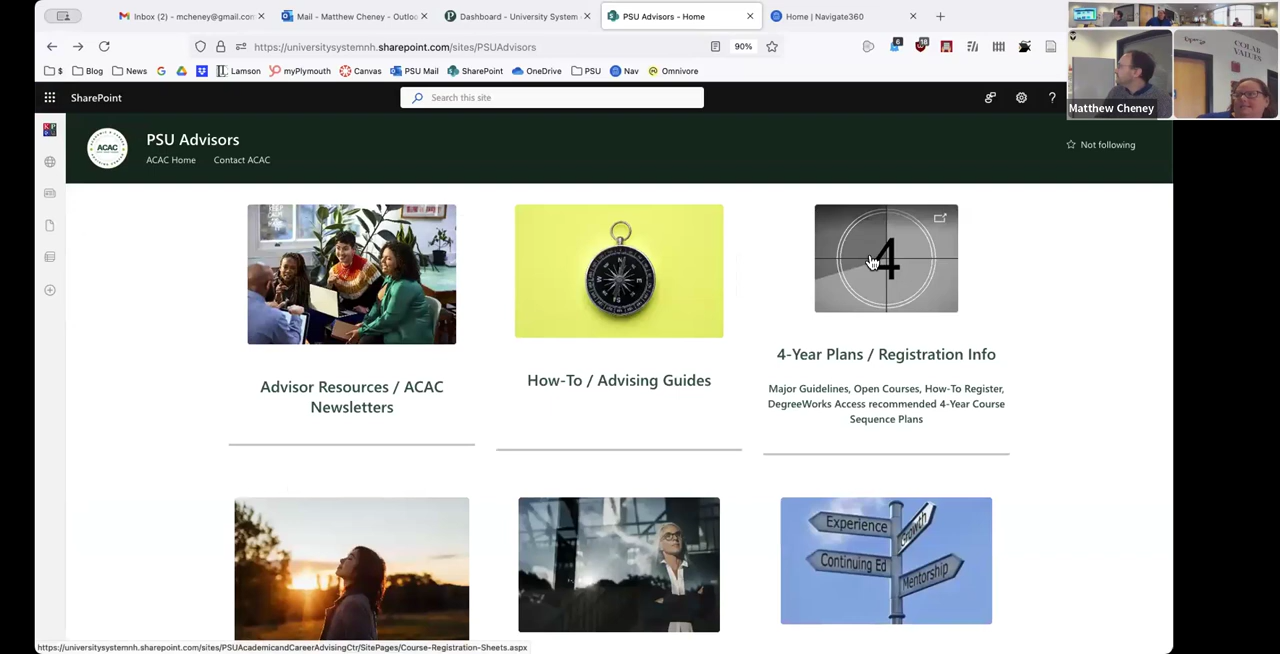 Inbox (2) - mcheney@gmail.com
Mail - Matthew Cheney - Outloo
Dashboard - University System
PSU Advisors - Home
Home | Navigate360
https://universitysystemnh.sharepoint.com/sites/PSUAdvisors
90%
$
Blog
News
Lamson
myPlymouth
Canvas
PSU Mail
SharePoint
OneDrive
PSU
Nav
Omnivore
Matthew Cheney
COLAB
VALUES
SharePoint
Search this site
?
ACAC
PSU Advisors
ACAC Home
Contact ACAC
Not following
4
Advisor Resources / ACAC
Newsletters
How-To / Advising Guides
4-Year Plans / Registration Info
Major Guidelines, Open Courses, How-To Register,
DegreeWorks Access recommended 4-Year Course
Sequence Plans
Experience
Growth
Continuing Ed
Mentorship
https://universitysystemnh.sharepoint.com/sites/PSUAcademicandCareerAdvisingCtr/SitePages/Course-Registration-Sheets.aspx